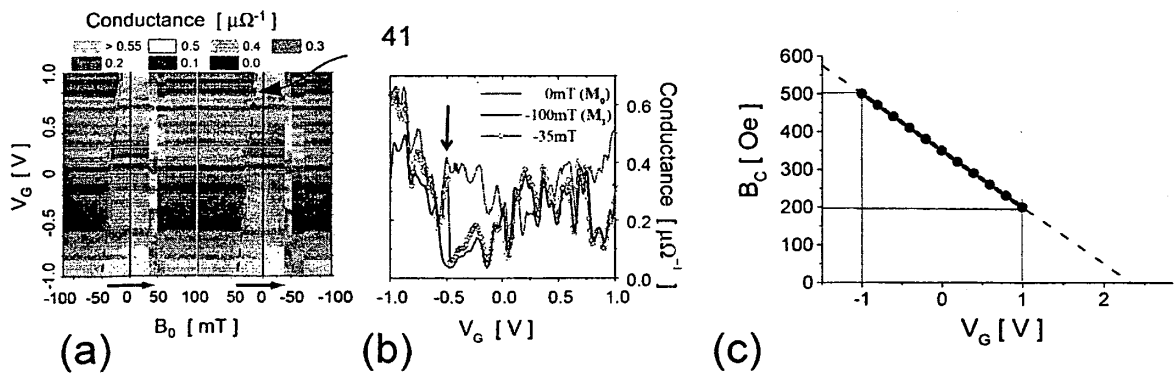 Conductance [ μΩ⁻¹]
> 0.55 0.5 0.4 0.3
0.2 0.1 0.0
41
V_G [ V]
1.0
0.5
0
-0.5
-1.0
-100 -50 0 50 100 50 0 -50 -100
B_0 [ mT]
(a)
0mT (M_0)
-100mT (M_1)
-35mT
0.6
0.4
0.2
0.0
Conductance [ μΩ⁻¹]
-1.0 -0.5 0.0 0.5 1.0
V_G [ V]
(b)
B_C [ Oe]
600
500
400
300
200
100
0
-1 0 1 2
V_G [ V]
(c)